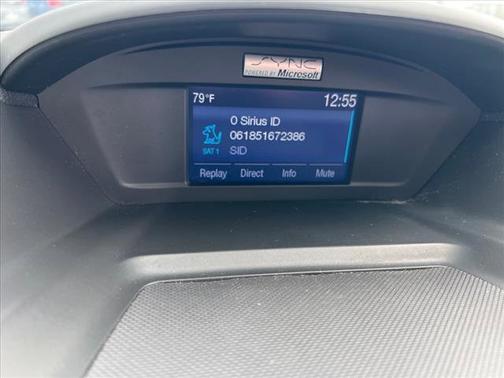 SYNC
POWERED BY Microsoft
79°F 12:55
0 Sirius ID
061851672386
SAT 1 SID
Replay Direct Info Mute